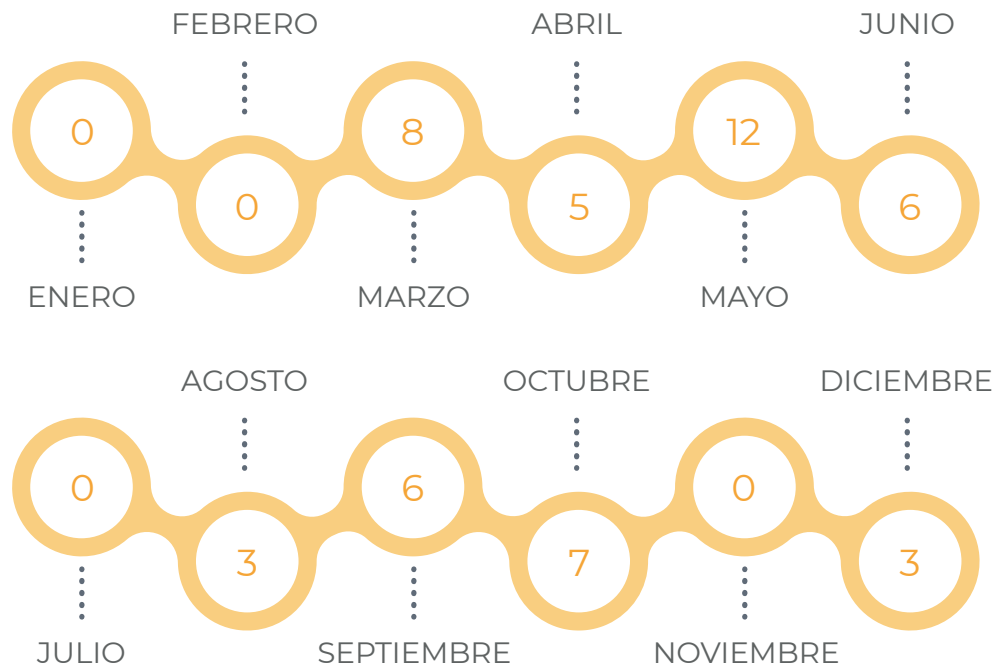 FEBRERO ABRIL JUNIO
0 8 12
0 5 6
ENERO MARZO MAYO
AGOSTO OCTUBRE DICIEMBRE
0 6 0
3 7 3
JULIO SEPTIEMBRE NOVIEMBRE